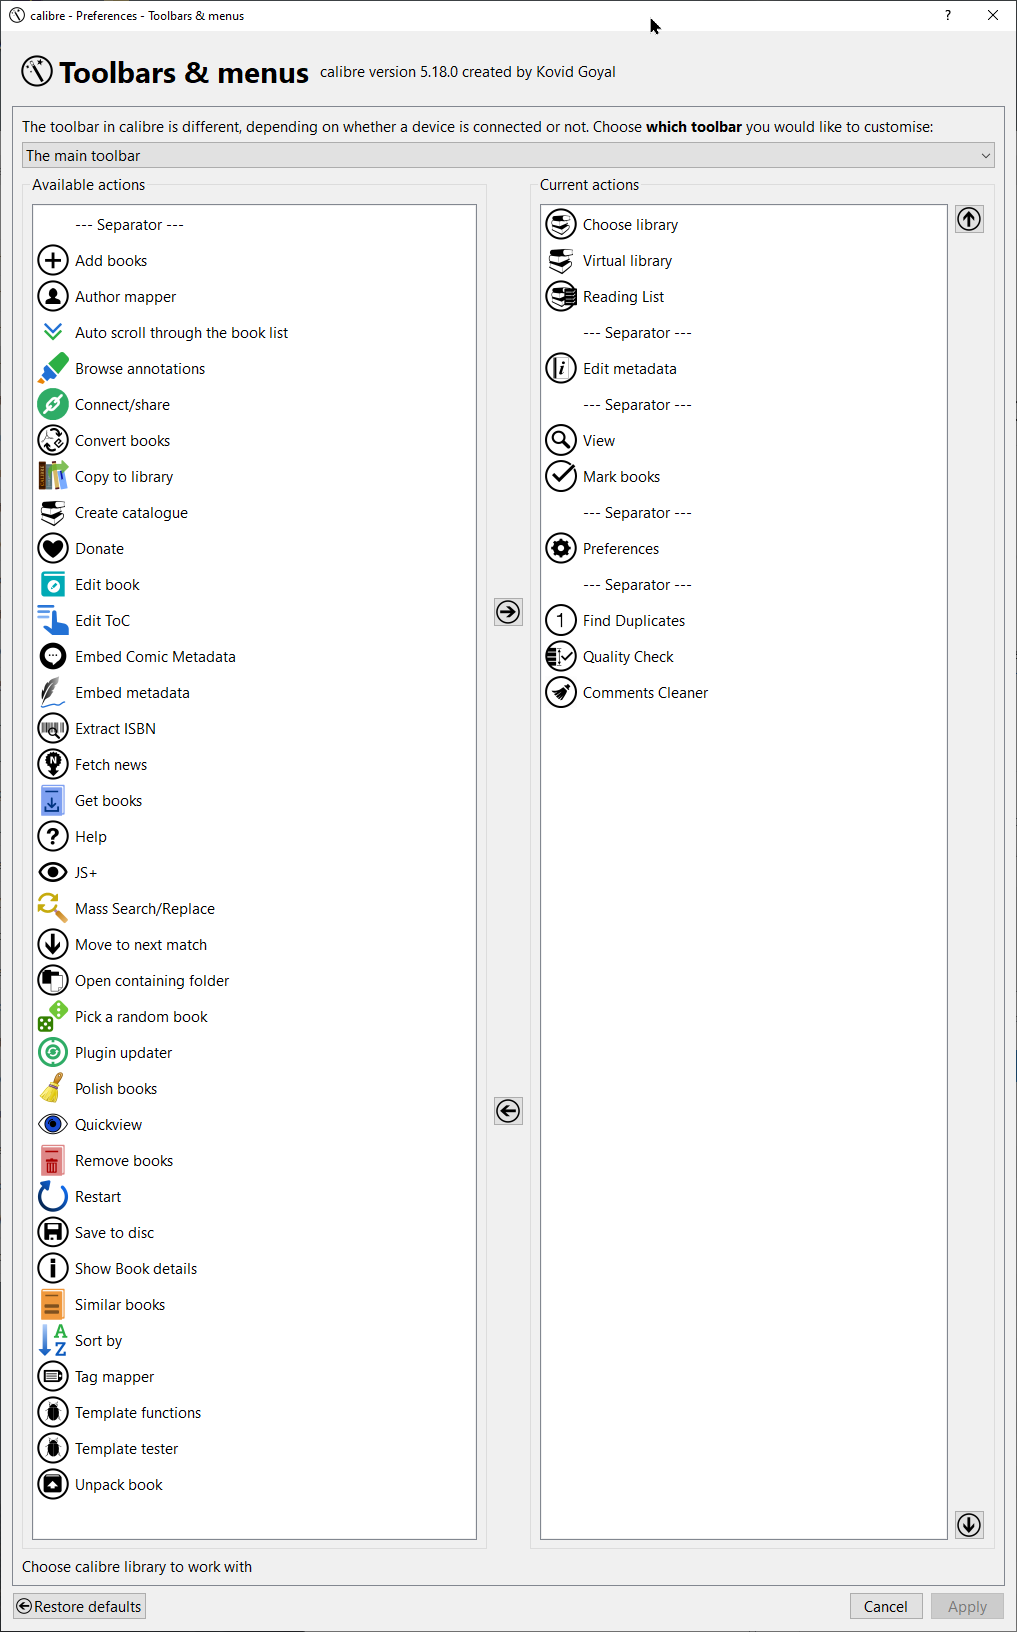 calibre - Preferences - Toolbars & menus
?
Toolbars & menus calibre version 5.18.0 created by Kovid Goyal
The toolbar in calibre is different, depending on whether a device is connected or not. Choose which toolbar you would like to customise:
The main toolbar
Available actions
--- Separator ---
Add books
Author mapper
Auto scroll through the book list
Browse annotations
Connect/share
Convert books
Copy to library
Create catalogue
Donate
Edit book
Edit ToC
Embed Comic Metadata
Embed metadata
Extract ISBN
Fetch news
Get books
Help
JS+
Mass Search/Replace
Move to next match
Open containing folder
Pick a random book
Plugin updater
Polish books
Quickview
Remove books
Restart
Save to disc
Show Book details
Similar books
Sort by
Tag mapper
Template functions
Template tester
Unpack book
Current actions
Choose library
Virtual library
Reading List
--- Separator ---
Edit metadata
--- Separator ---
View
Mark books
--- Separator ---
Preferences
--- Separator ---
1 Find Duplicates
Quality Check
Comments Cleaner
Choose calibre library to work with
Restore defaults
Cancel
Apply